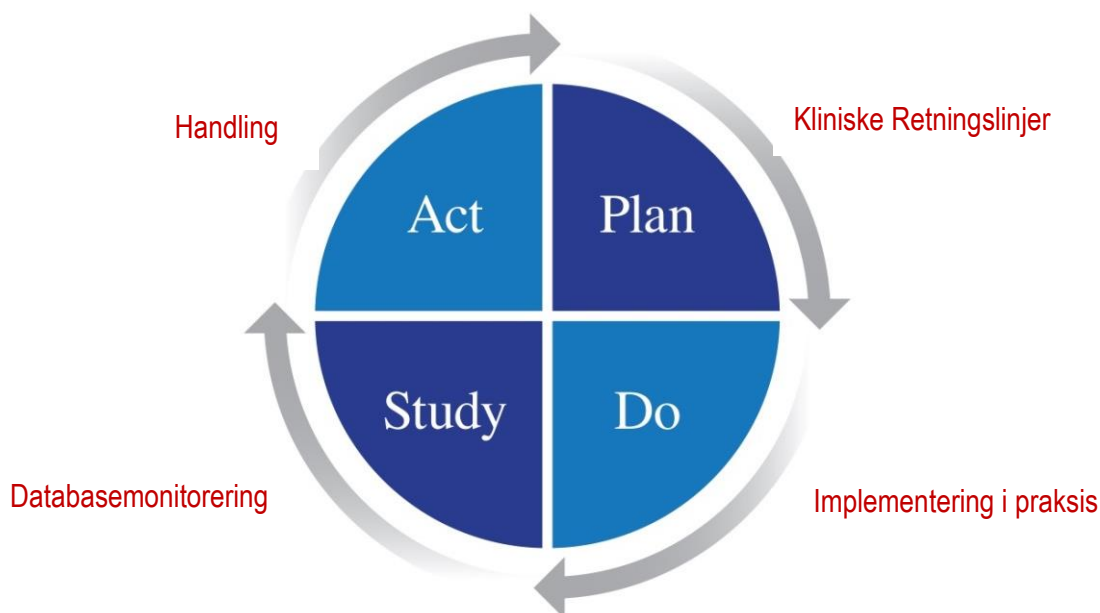 Handling
Kliniske Retningslinjer
Act
Plan
Study
Do
Databasemonitorering
Implementering i praksis